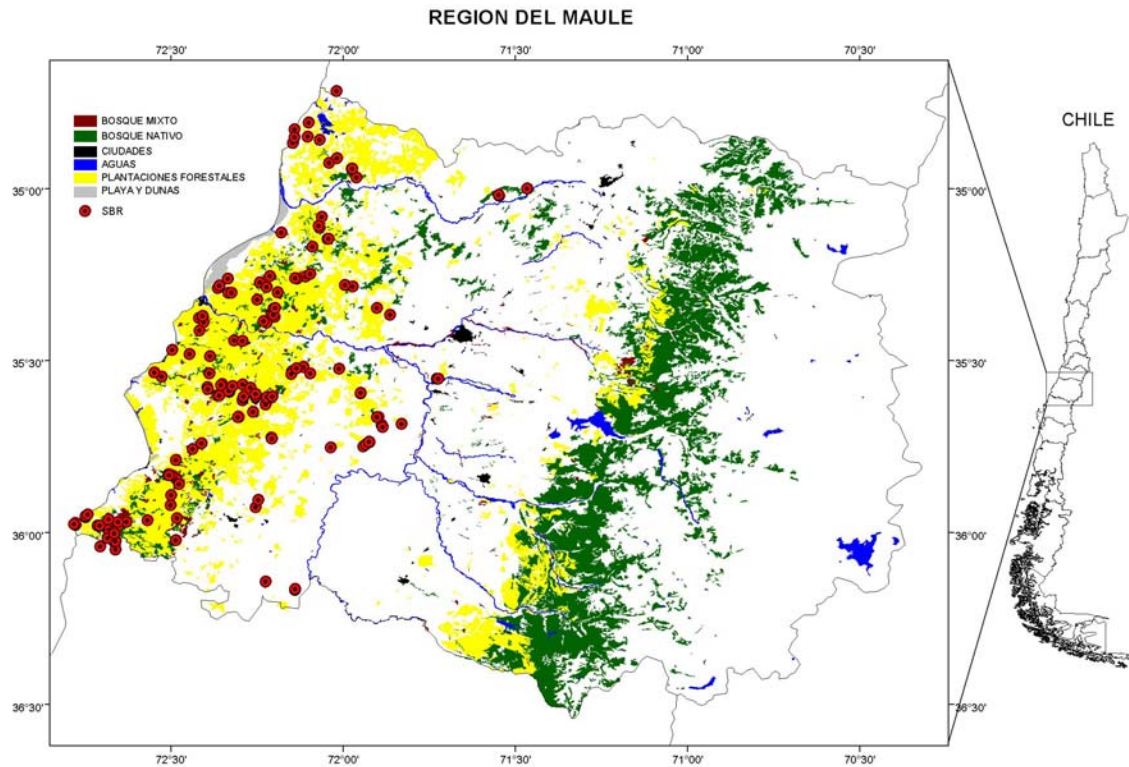 REGION DEL MAULE
72°30'
72°00'
71°30'
71°00'
70°30'
CHILE
BOSQUE MIXTO
BOSQUE NATIVO
CIUDADES
AGUAS
PLANTACIONES FORESTALES
PLAYA Y DUNAS
SBR
35°00'
35°00'
35°30'
35°30'
36°00'
36°00'
36°30'
36°30'
72°30'
72°00'
71°30'
71°00'
70°30'